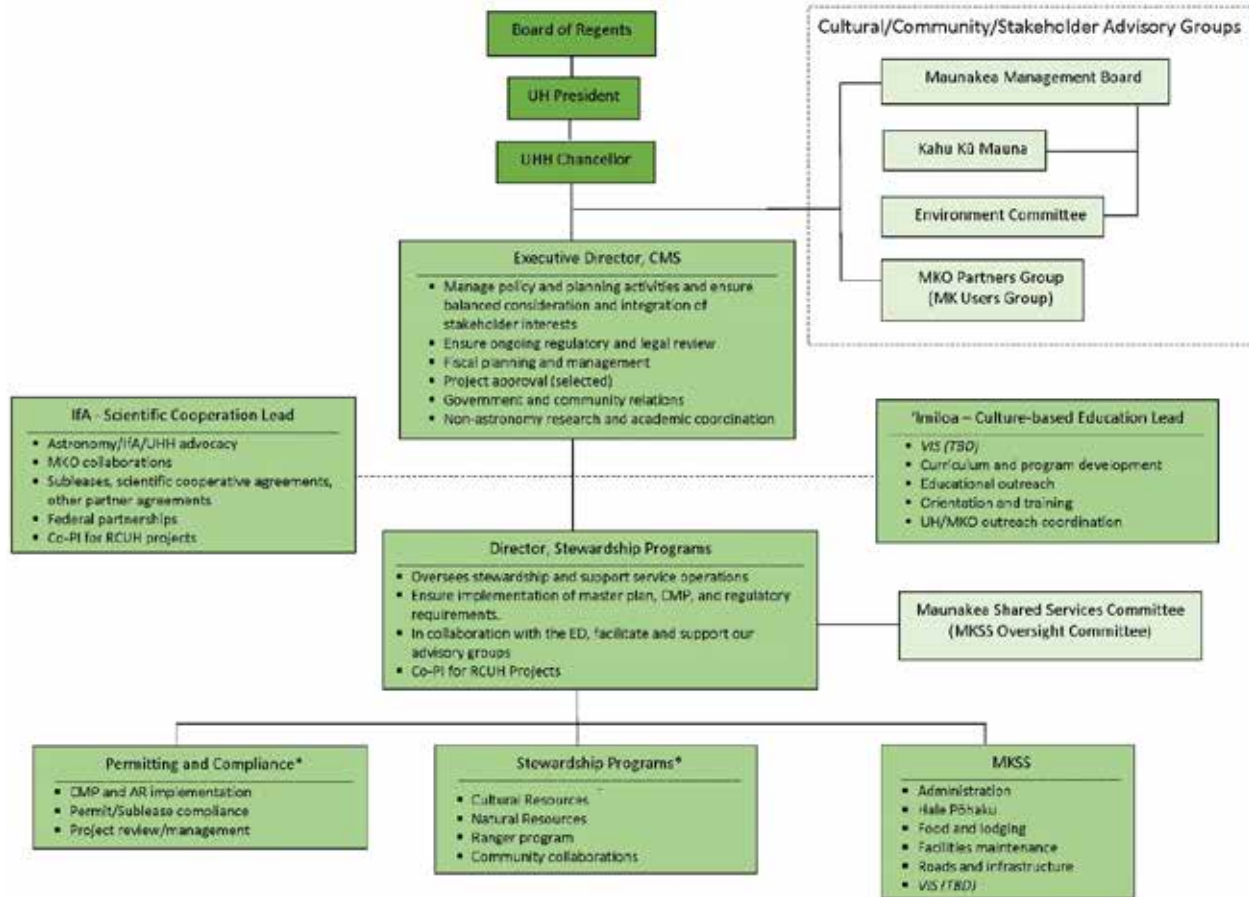 Board of Regents
UH President
UHH Chancellor
Cultural/Community/Stakeholder Advisory Groups
Maunakea Management Board
Kahu Kū Mauna
Environment Committee
MKO Partners Group
(MK Users Group)
Executive Director, CMS
▪ Manage policy and planning activities and ensure
balanced consideration and integration of
stakeholder interests
▪ Ensure ongoing regulatory and legal review
▪ Fiscal planning and management
▪ Project approval (selected)
▪ Government and community relations
▪ Non-astronomy research and academic coordination
IfA - Scientific Cooperation Lead
▪ Astronomy/IfA/UHH advocacy
▪ MKO collaborations
▪ Subleases, scientific cooperative agreements,
other partner agreements
▪ Federal partnerships
▪ Co-PI for RCUH projects
'Imiloa – Culture-based Education Lead
▪ VIS (TBD)
▪ Curriculum and program development
▪ Educational outreach
▪ Orientation and training
▪ UH/MKO outreach coordination
Director, Stewardship Programs
▪ Oversees stewardship and support service operations
▪ Ensure implementation of master plan, CMP, and regulatory
requirements.
▪ In collaboration with the ED, facilitate and support our
advisory groups
▪ Co-PI for RCUH Projects
Maunakea Shared Services Committee
(MKSS Oversight Committee)
Permitting and Compliance*
▪ CMP and AR implementation
▪ Permit/Sublease compliance
▪ Project review/management
Stewardship Programs*
▪ Cultural Resources
▪ Natural Resources
▪ Ranger program
▪ Community collaborations
MKSS
▪ Administration
▪ Hale Pōhaku
▪ Food and lodging
▪ Facilities maintenance
▪ Roads and infrastructure
▪ VIS (TBD)